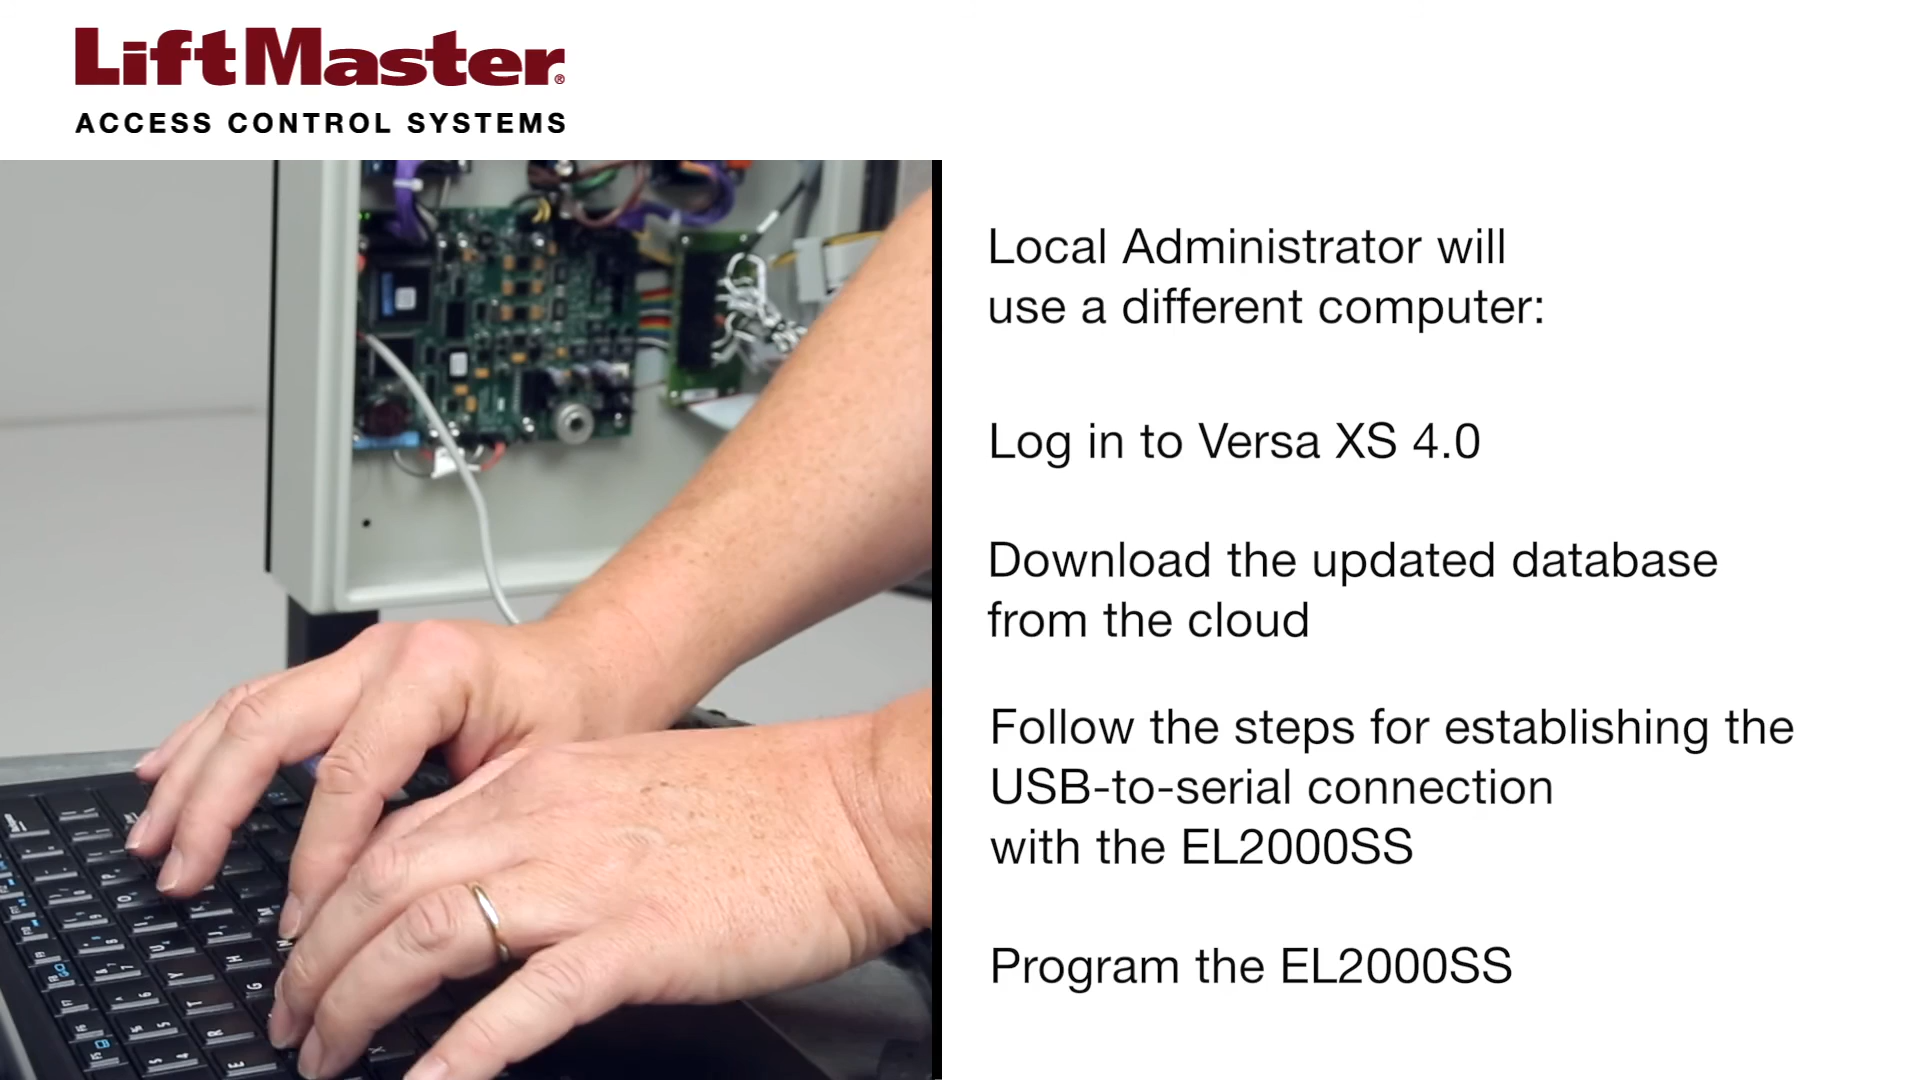 LiftMaster®
ACCESS CONTROL SYSTEMS
Local Administrator will
use a different computer:
Log in to Versa XS 4.0
Download the updated database
from the cloud
Follow the steps for establishing the
USB-to-serial connection
with the EL2000SS
Program the EL2000SS